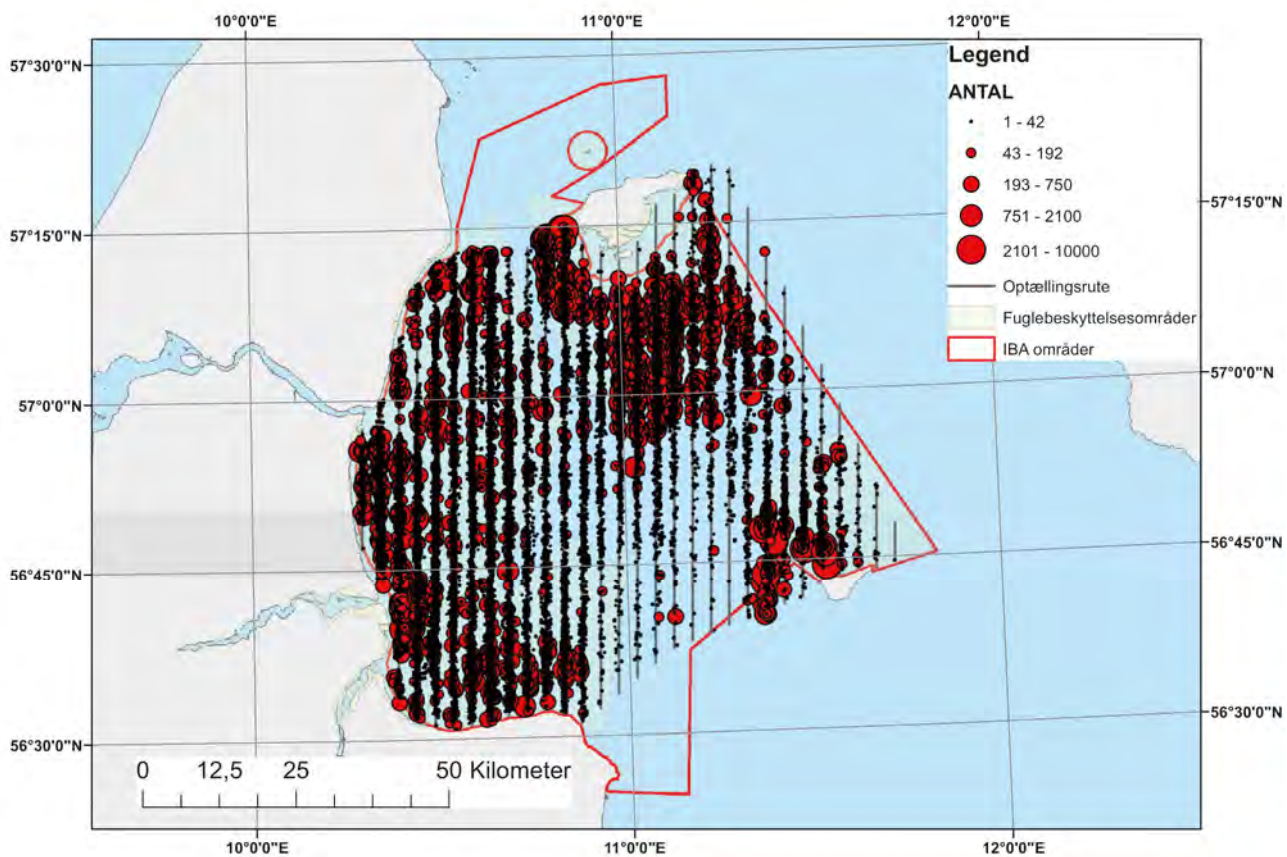 10°0'0"E 11°0'0"E 12°0'0"E
57°30'0"N
Legend
ANTAL
1 - 42
43 - 192
193 - 750
751 - 2100
2101 - 10000
Optællingsrute
Fuglebeskyttelsesområder
IBA områder
57°15'0"N
57°15'0"N
57°0'0"N
57°0'0"N
56°45'0"N
56°45'0"N
56°30'0"N
56°30'0"N
0 12,5 25 50 Kilometer
10°0'0"E 11°0'0"E 12°0'0"E